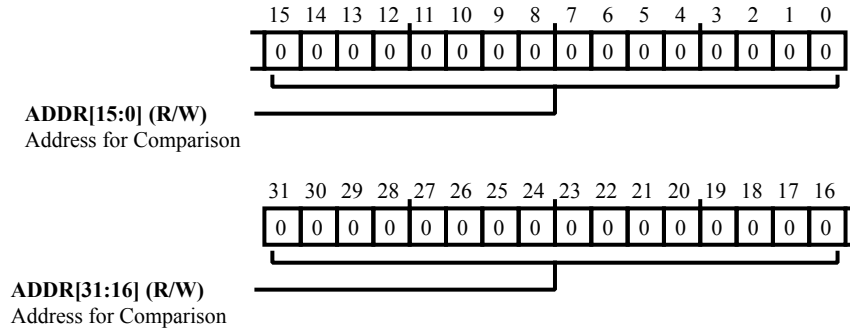 15 14 13 12 11 10 9 8 7 6 5 4 3 2 1 0
0 0 0 0 0 0 0 0 0 0 0 0 0 0 0 0
ADDR[15:0] (R/W)
Address for Comparison
31 30 29 28 27 26 25 24 23 22 21 20 19 18 17 16
0 0 0 0 0 0 0 0 0 0 0 0 0 0 0 0
ADDR[31:16] (R/W)
Address for Comparison